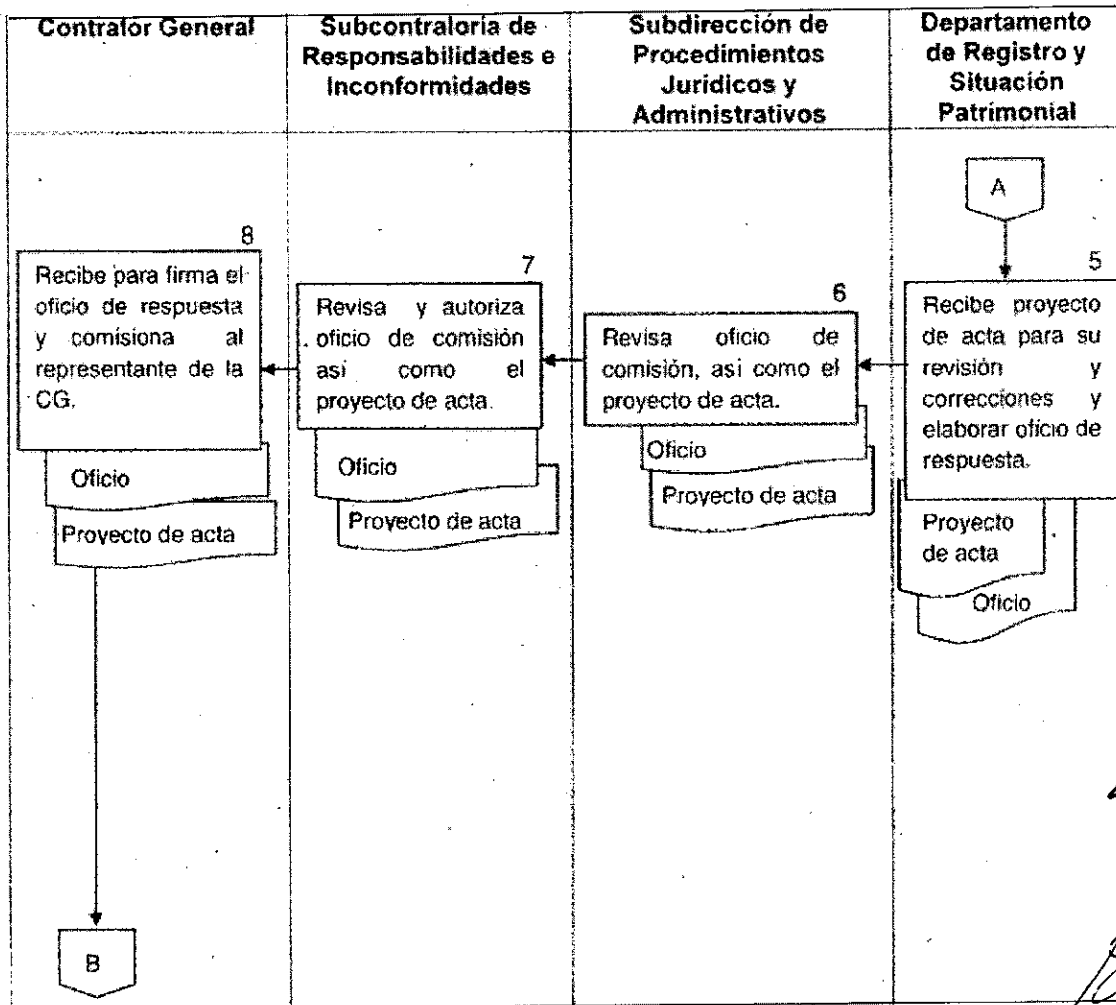 Contralor General
Subcontraloría de
Responsabilidades e
Inconformidades
Subdirección de
Procedimientos
Jurídicos y
Administrativos
Departamento
de Registro y
Situación
Patrimonial
8
Recibe para firma el
oficio de respuesta
y comisiona al
representante de la
CG.
Oficio
Proyecto de acta
B
7
Revisa y autoriza
oficio de comisión
así como el
proyecto de acta.
Oficio
Proyecto de acta
6
Revisa oficio de
comisión, así como el
proyecto de acta.
Oficio
Proyecto de acta
A
5
Recibe proyecto
de acta para su
revisión y
correcciones y
elaborar oficio de
respuesta.
Proyecto
de acta
Oficio